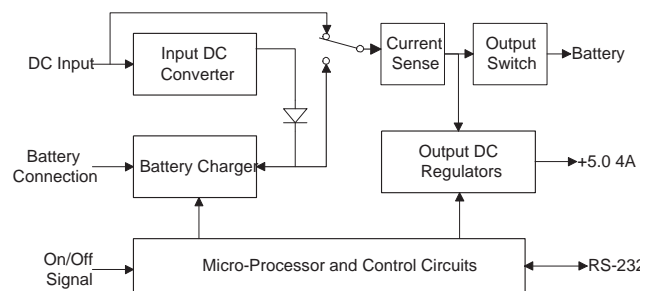 DC Input
Input DC
Converter
Current
Sense
Output
Switch
Battery
Battery
Connection
Battery Charger
Output DC
Regulators
+5.0 4A
On/Off
Signal
Micro-Processor and Control Circuits
RS-232